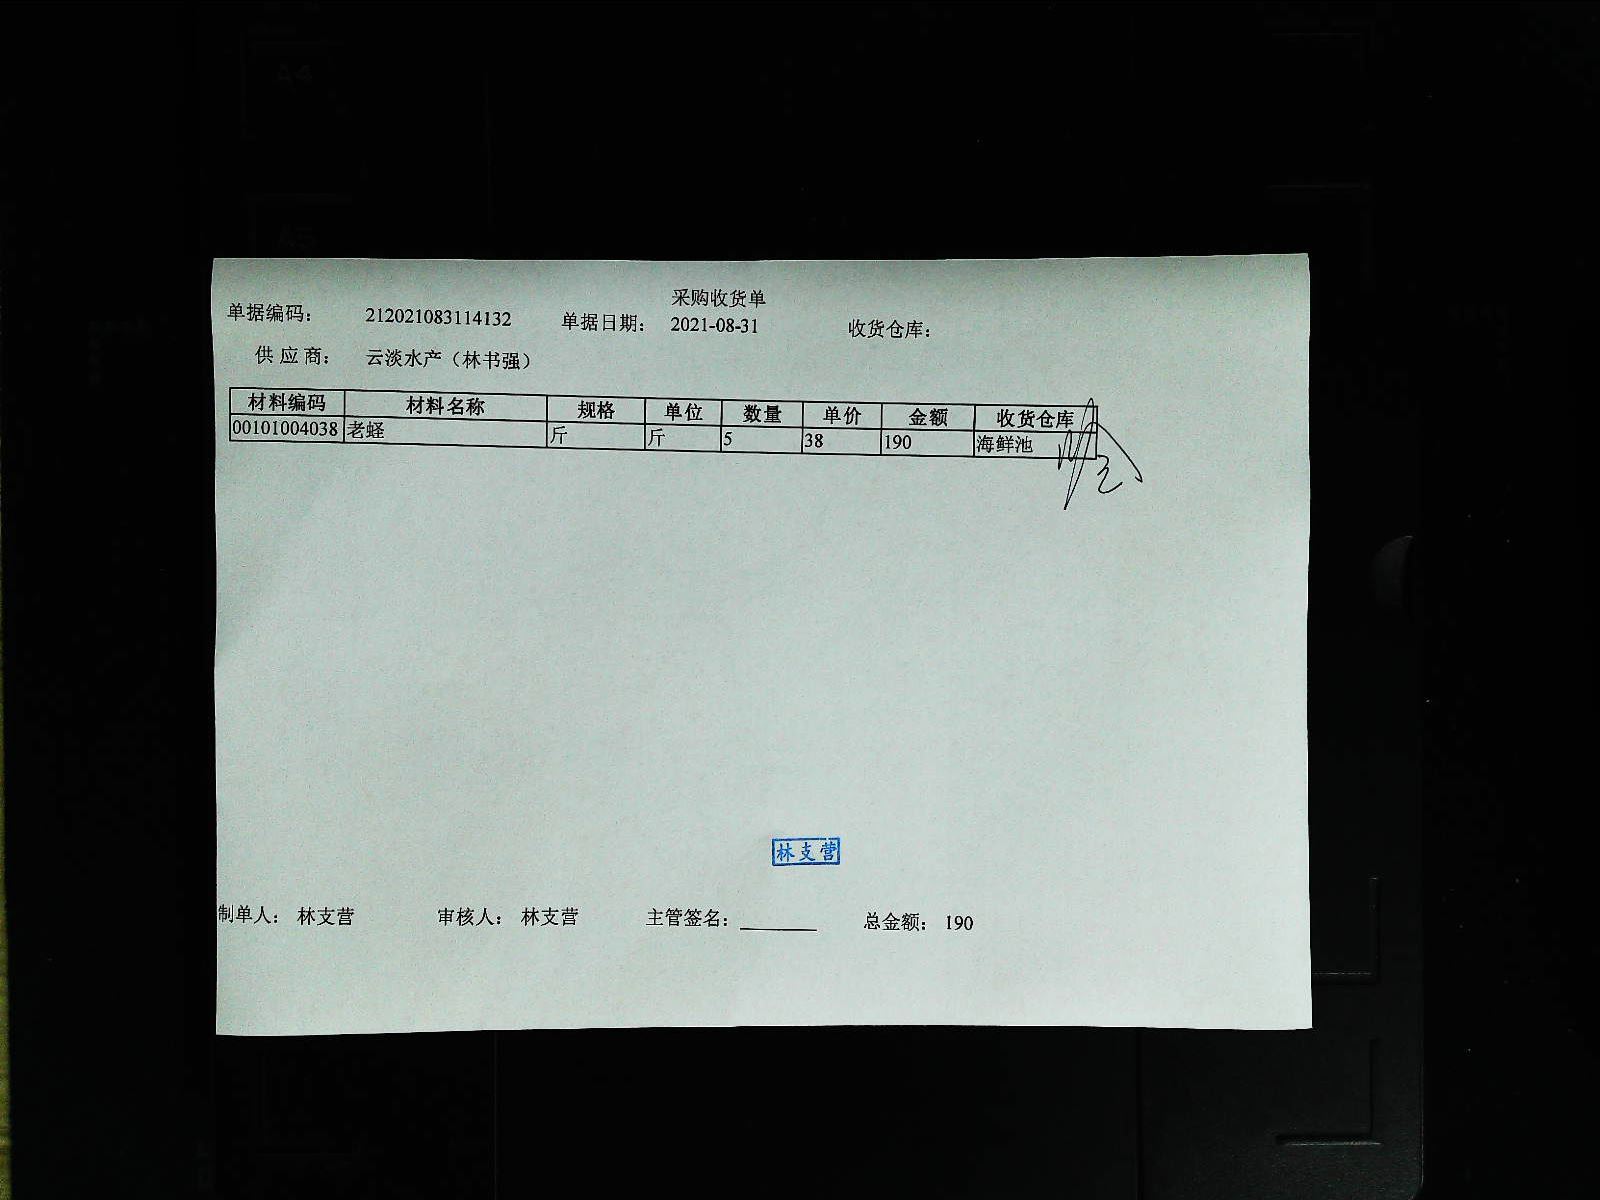 A4
A5
采购收货单
单据编码： 212021083114132 单据日期： 2021-08-31 收货仓库：
供应商： 云淡水产（林书强）
材料编码 材料名称 规格 单位 数量 单价 金额 收货仓库
00101004038 老蛏 斤 斤 5 38 190 海鲜池
林支营
制单人： 林支营 审核人： 林支营 主管签名： 总金额： 190